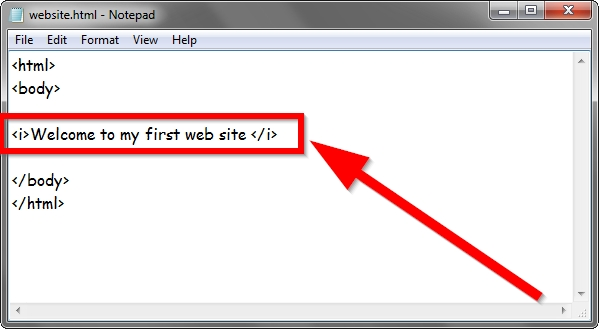 website.html - Notepad
File Edit Format View Help
<html>
<body>
<i>Welcome to my first web site </i>
</body>
</html>